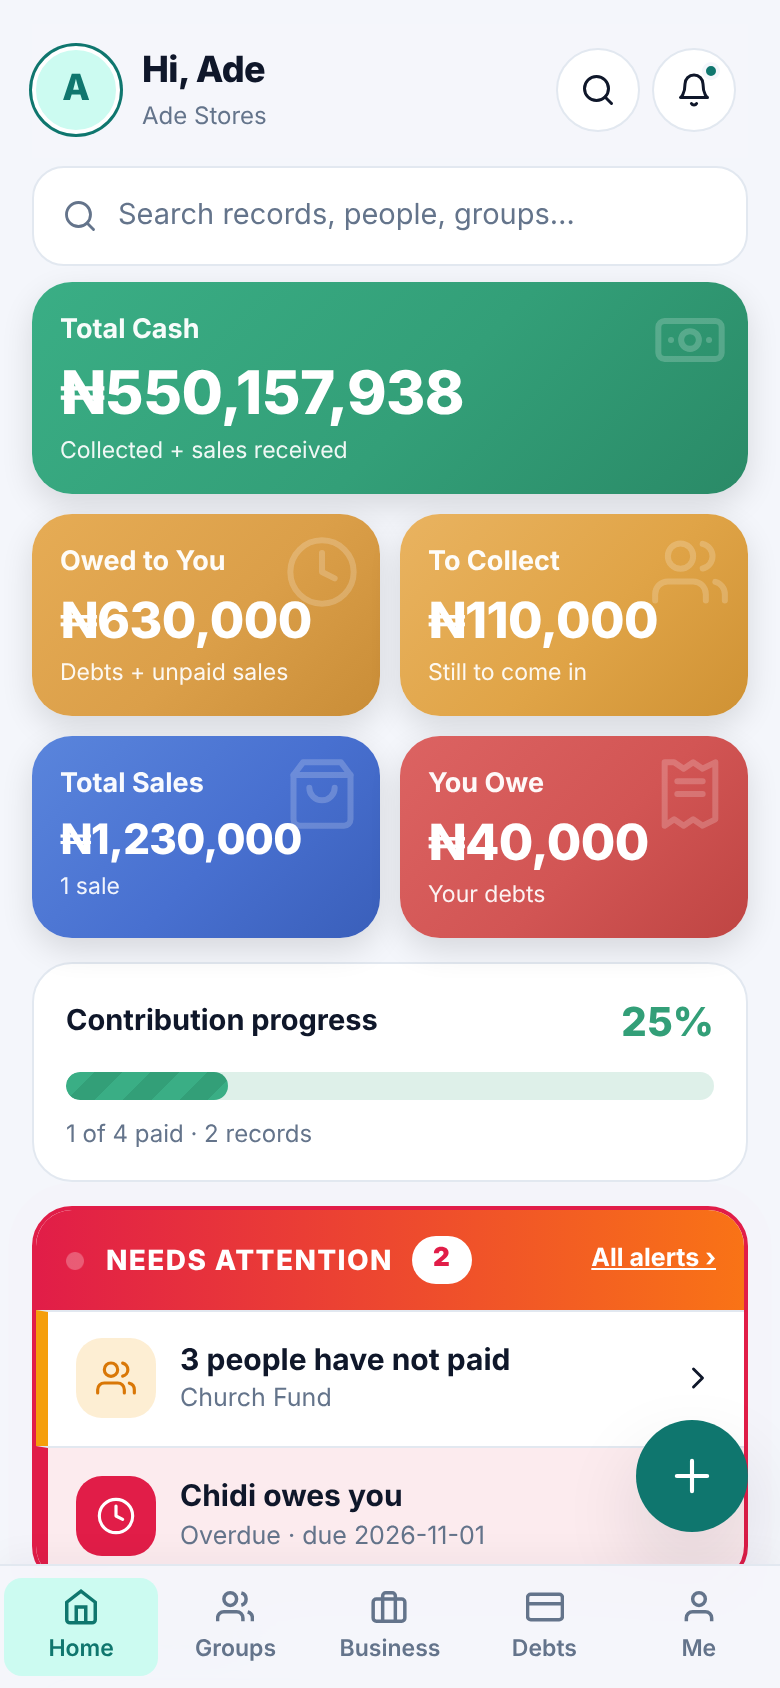 A
Hi, Ade
Ade Stores
Search records, people, groups...
Total Cash
₦550,157,938
Collected + sales received
Owed to You
₦630,000
Debts + unpaid sales
To Collect
₦110,000
Still to come in
Total Sales
₦1,230,000
1 sale
You Owe
₦40,000
Your debts
Contribution progress
25%
1 of 4 paid · 2 records
NEEDS ATTENTION 2
All alerts ›
3 people have not paid
Church Fund
Chidi owes you
Overdue · due 2026-11-01
Home
Groups
Business
Debts
Me